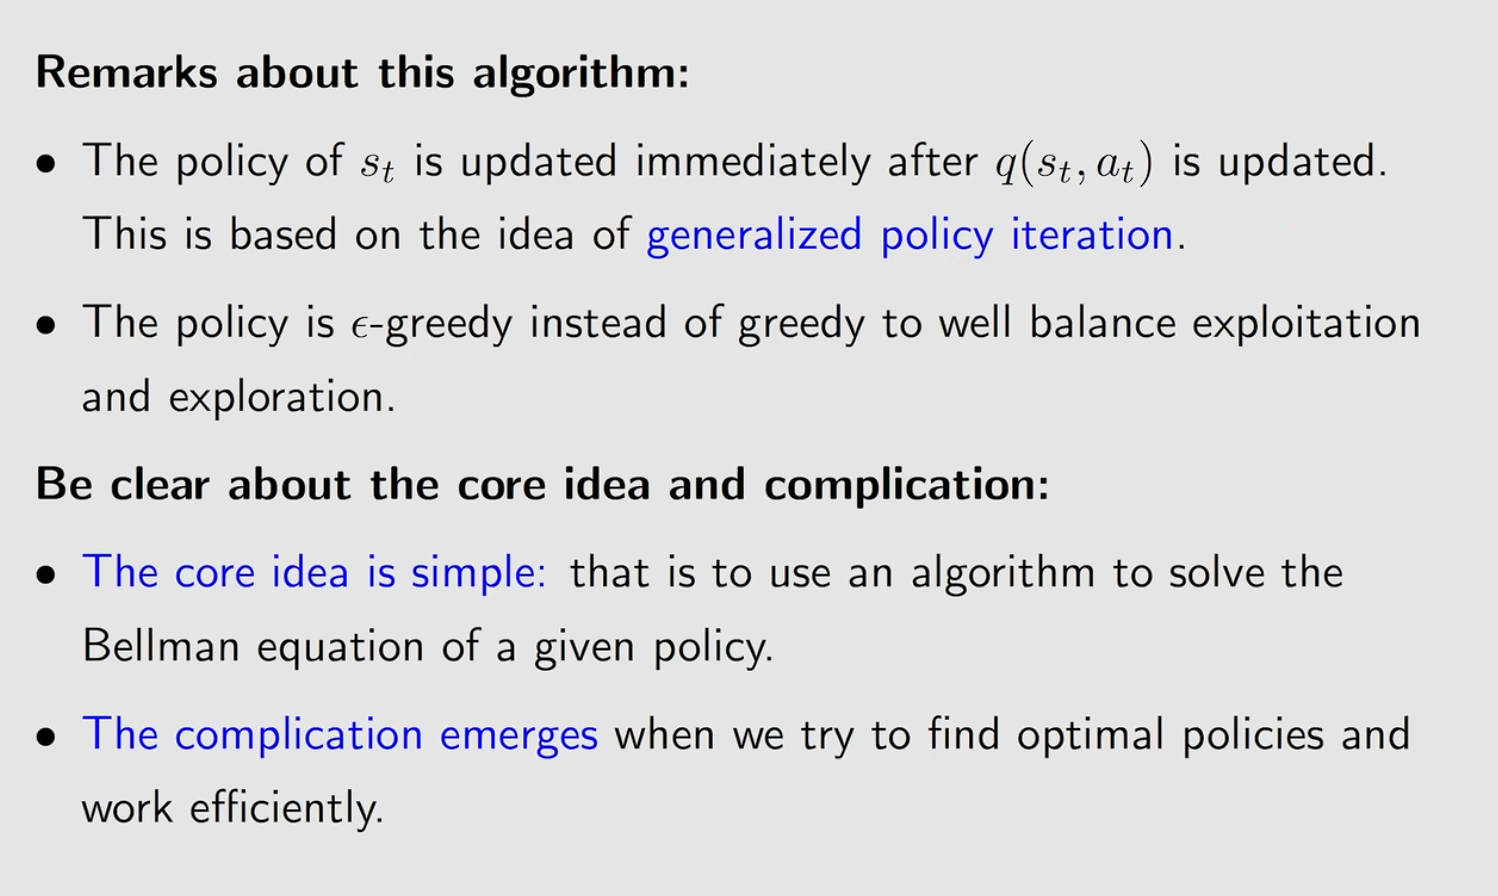 Remarks about this algorithm:
• The policy of s_t is updated immediately after q(s_t, a_t) is updated.
This is based on the idea of generalized policy iteration.
• The policy is ϵ-greedy instead of greedy to well balance exploitation
and exploration.
Be clear about the core idea and complication:
• The core idea is simple: that is to use an algorithm to solve the
Bellman equation of a given policy.
• The complication emerges when we try to find optimal policies and
work efficiently.